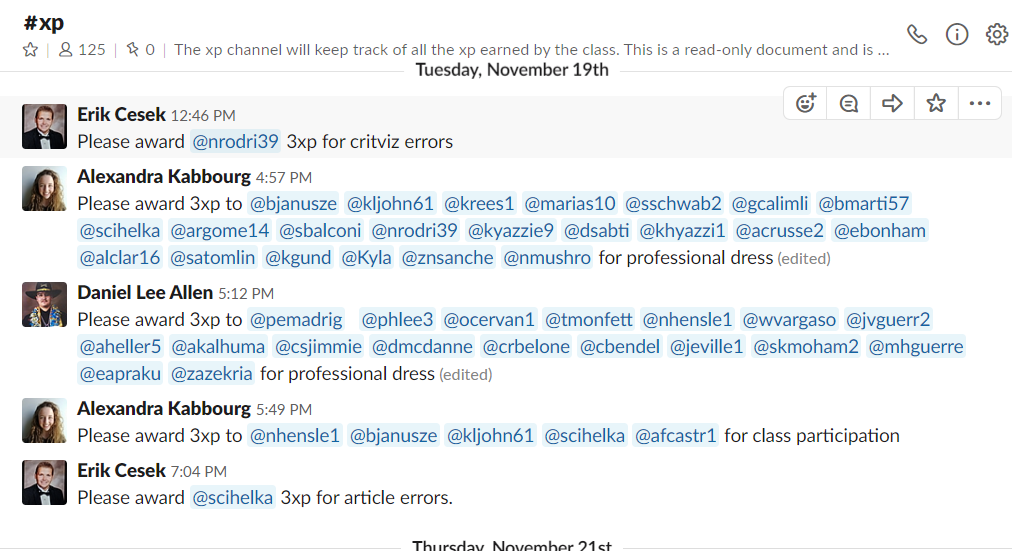 #xp
125 | 0 | The xp channel will keep track of all the xp earned by the class. This is a read-only document and is ...
Tuesday, November 19th
Erik Cesek 12:46 PM
Please award @nrodri39 3xp for critviz errors
Alexandra Kabbourg 4:57 PM
Please award 3xp to @bjanusze @kljohn61 @krees1 @marias10 @sschwab2 @gcalimli @bmarti57
@scihelka @argome14 @sbalconi @nrodri39 @kyazzie9 @dsabti @khyazzi1 @acrusse2 @ebonham
@alclar16 @satomlin @kgund @Kyla @znsanche @nmushro for professional dress (edited)
Daniel Lee Allen 5:12 PM
Please award 3xp to @pemadrig @phlee3 @ocervan1 @tmonfett @nhensle1 @wvargaso @jvguerr2
@aheller5 @akalhuma @csjimmie @dmcdanne @crbelone @cbendel @jeville1 @skmoham2 @mhguerre
@eapraku @zazekria for professional dress (edited)
Alexandra Kabbourg 5:49 PM
Please award 3xp to @nhensle1 @bjanusze @kljohn61 @scihelka @afcastr1 for class participation
Erik Cesek 7:04 PM
Please award @scihelka 3xp for article errors.
Thursday, November 21st